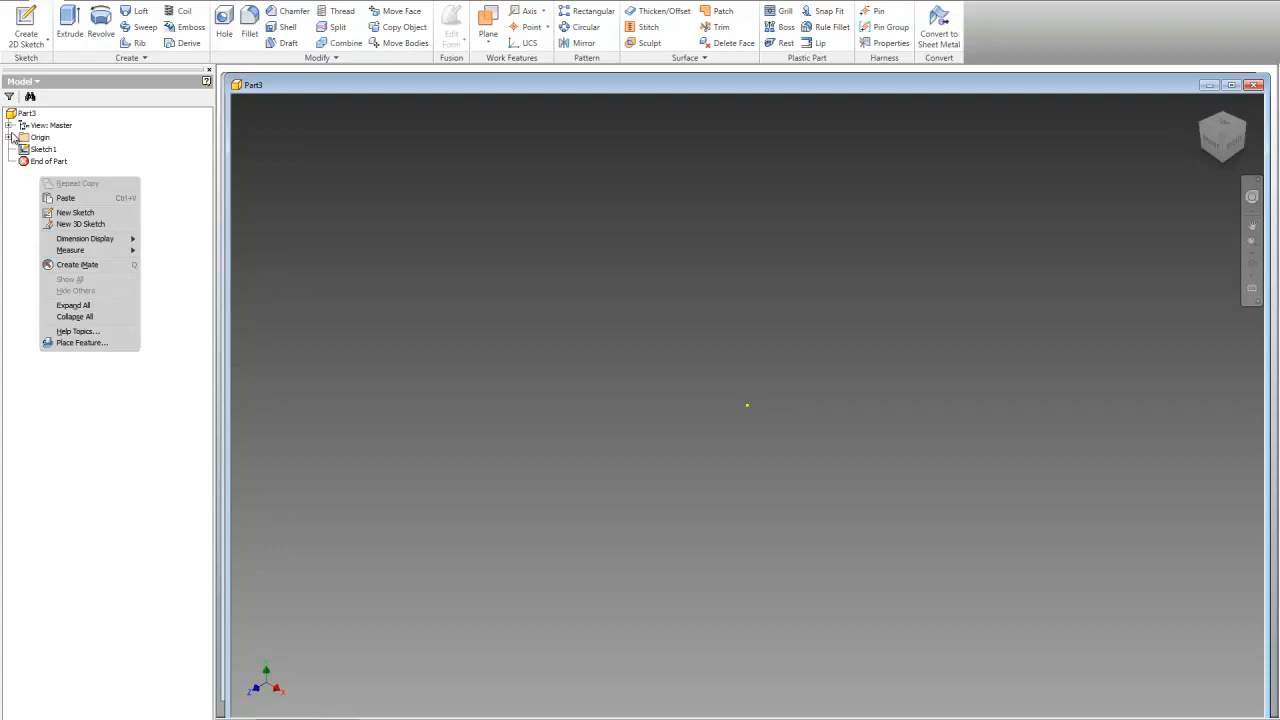 Create
2D Sketch
Extrude
Revolve
Loft
Sweep
Rib
Coil
Emboss
Derive
Hole
Fillet
Chamfer
Shell
Draft
Thread
Split
Combine
Move Face
Copy Object
Move Bodies
Edit
Form
Plane
Axis
Point
UCS
Rectangular
Circular
Mirror
Thicken/Offset
Stitch
Sculpt
Patch
Trim
Delete Face
Grill
Boss
Rest
Snap Fit
Rule Fillet
Lip
Pin
Pin Group
Properties
Convert to
Sheet Metal
Sketch
Create
Modify
Fusion
Work Features
Pattern
Surface
Plastic Part
Harness
Convert
Model
Part3
View: Master
Origin
Sketch1
End of Part
Repeat Copy
Paste Ctrl+V
New Sketch
New 3D Sketch
Dimension Display
Measure
Create iMate Q
Show All
Hide Others
Expand All
Collapse All
Help Topics...
Place Feature...
Part3
Z
X